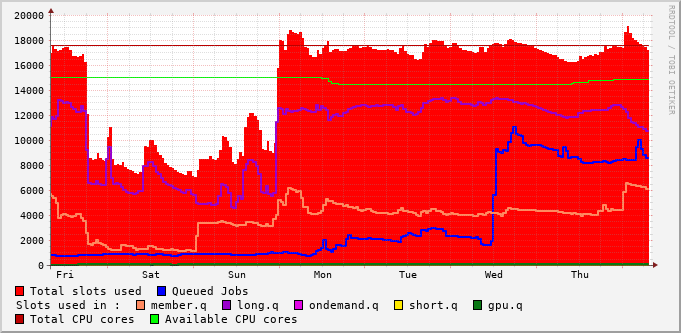 20000
18000
16000
14000
12000
10000
8000
6000
4000
2000
0
Fri Sat Sun Mon Tue Wed Thu
RRDTOOL / TOBI OETIKER
Total slots used Queued Jobs
Slots used in : member.q long.q ondemand.q short.q gpu.q
Total CPU cores Available CPU cores